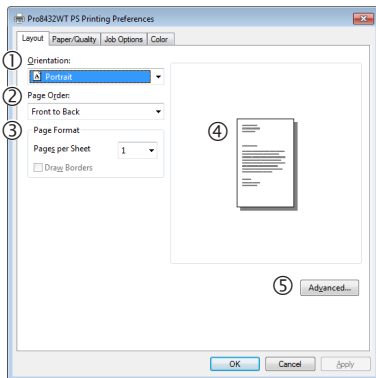 Pro8432WT PS Printing Preferences
Layout Paper/Quality Job Options Color
① Orientation:
Portrait
② Page Order:
Front to Back
③ Page Format
Pages per Sheet 1
Draw Borders
④
⑤ Advanced...
OK Cancel Apply